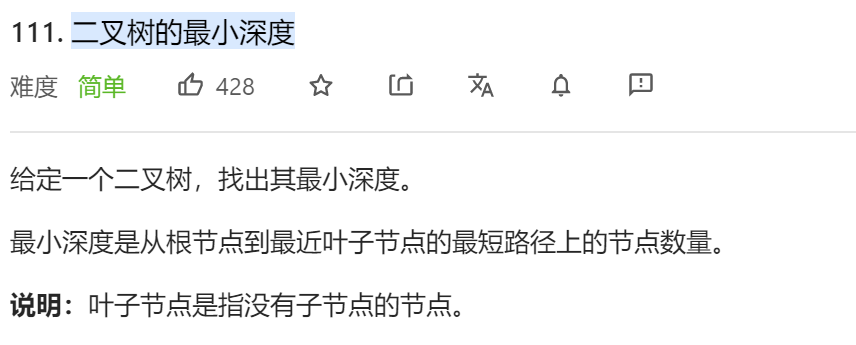 111. 二叉树的最小深度
难度 简单 428
给定一个二叉树，找出其最小深度。
最小深度是从根节点到最近叶子节点的最短路径上的节点数量。
说明：叶子节点是指没有子节点的节点。